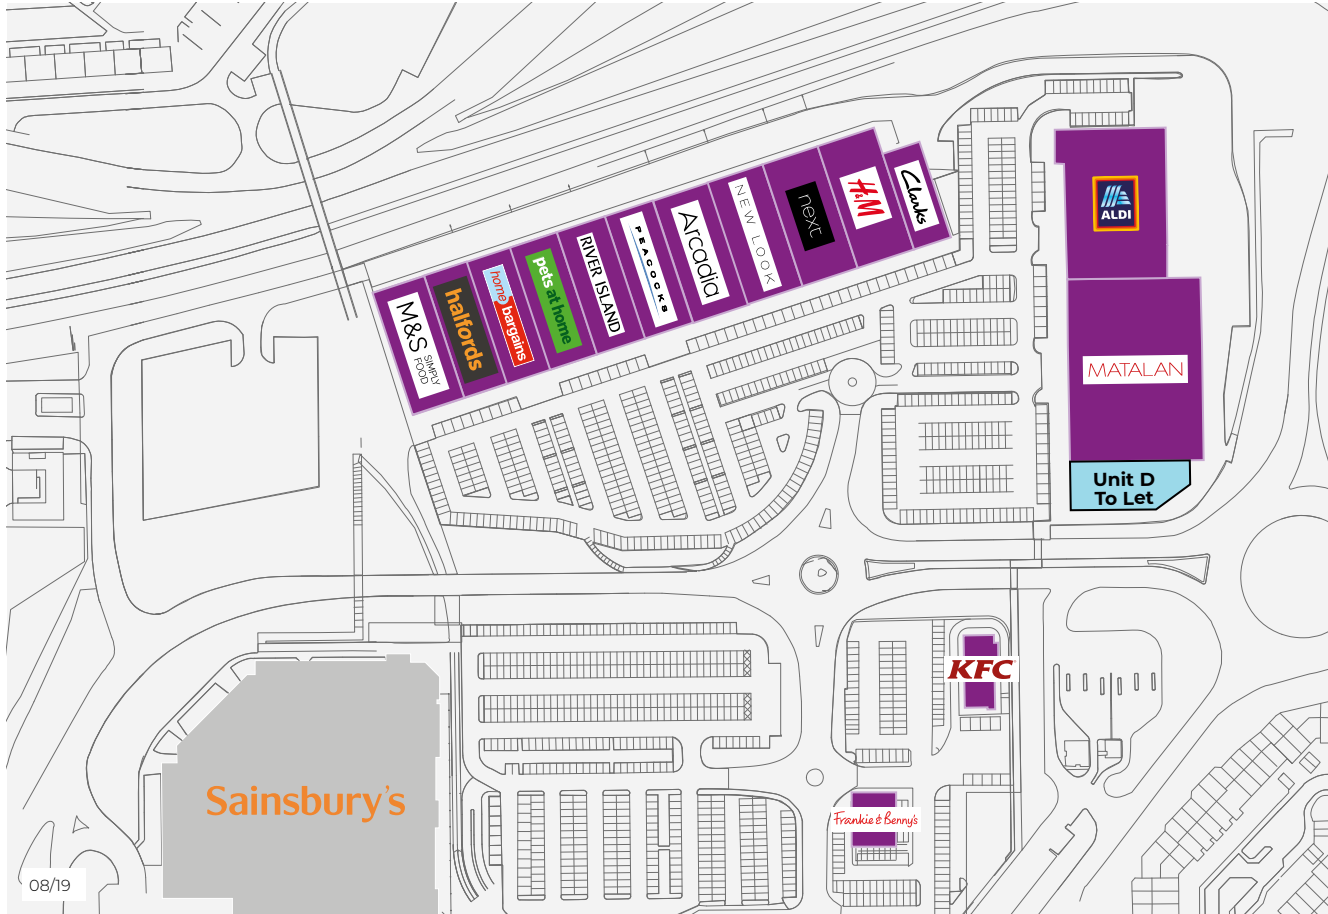 M&S
SIMPLY
FOOD
halfords
home
bargains
pets at home
RIVER ISLAND
PEACOCKS
Arcadia
NEW LOOK
next
H&M
Clarks
ALDI
MATALAN
Unit D
To Let
KFC
Frankie & Benny's
Sainsbury's
08/19